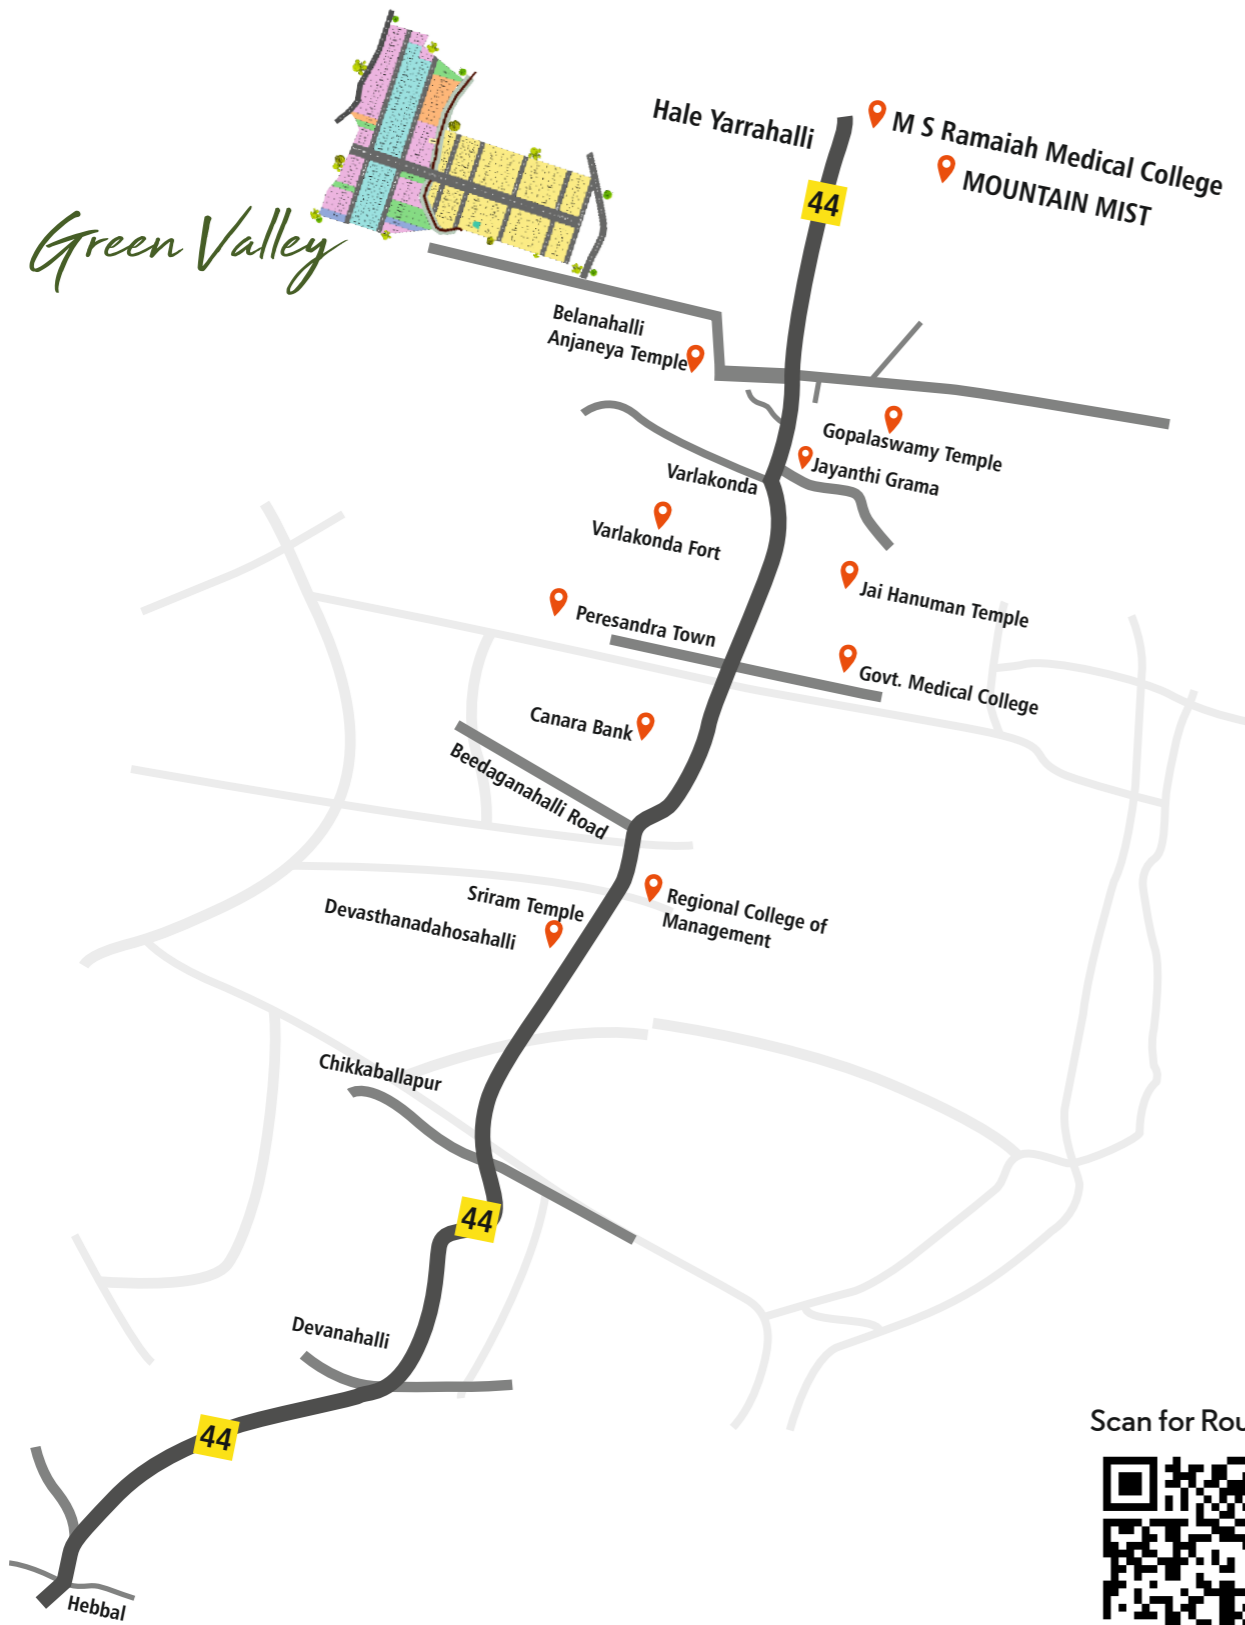 Hale Yarrahalli
M S Ramaiah Medical College
MOUNTAIN MIST
44
Green Valley
Belanahalli
Anjaneya Temple
Gopalaswamy Temple
Jayanthi Grama
Varlakonda
Varlakonda Fort
Jai Hanuman Temple
Peresandra Town
Govt. Medical College
Canara Bank
Beedaganahalli Road
Regional College of
Management
Sriram Temple
Devasthanadahosahalli
Chikkaballapur
44
Devanahalli
44
Hebbal
Scan for Rou